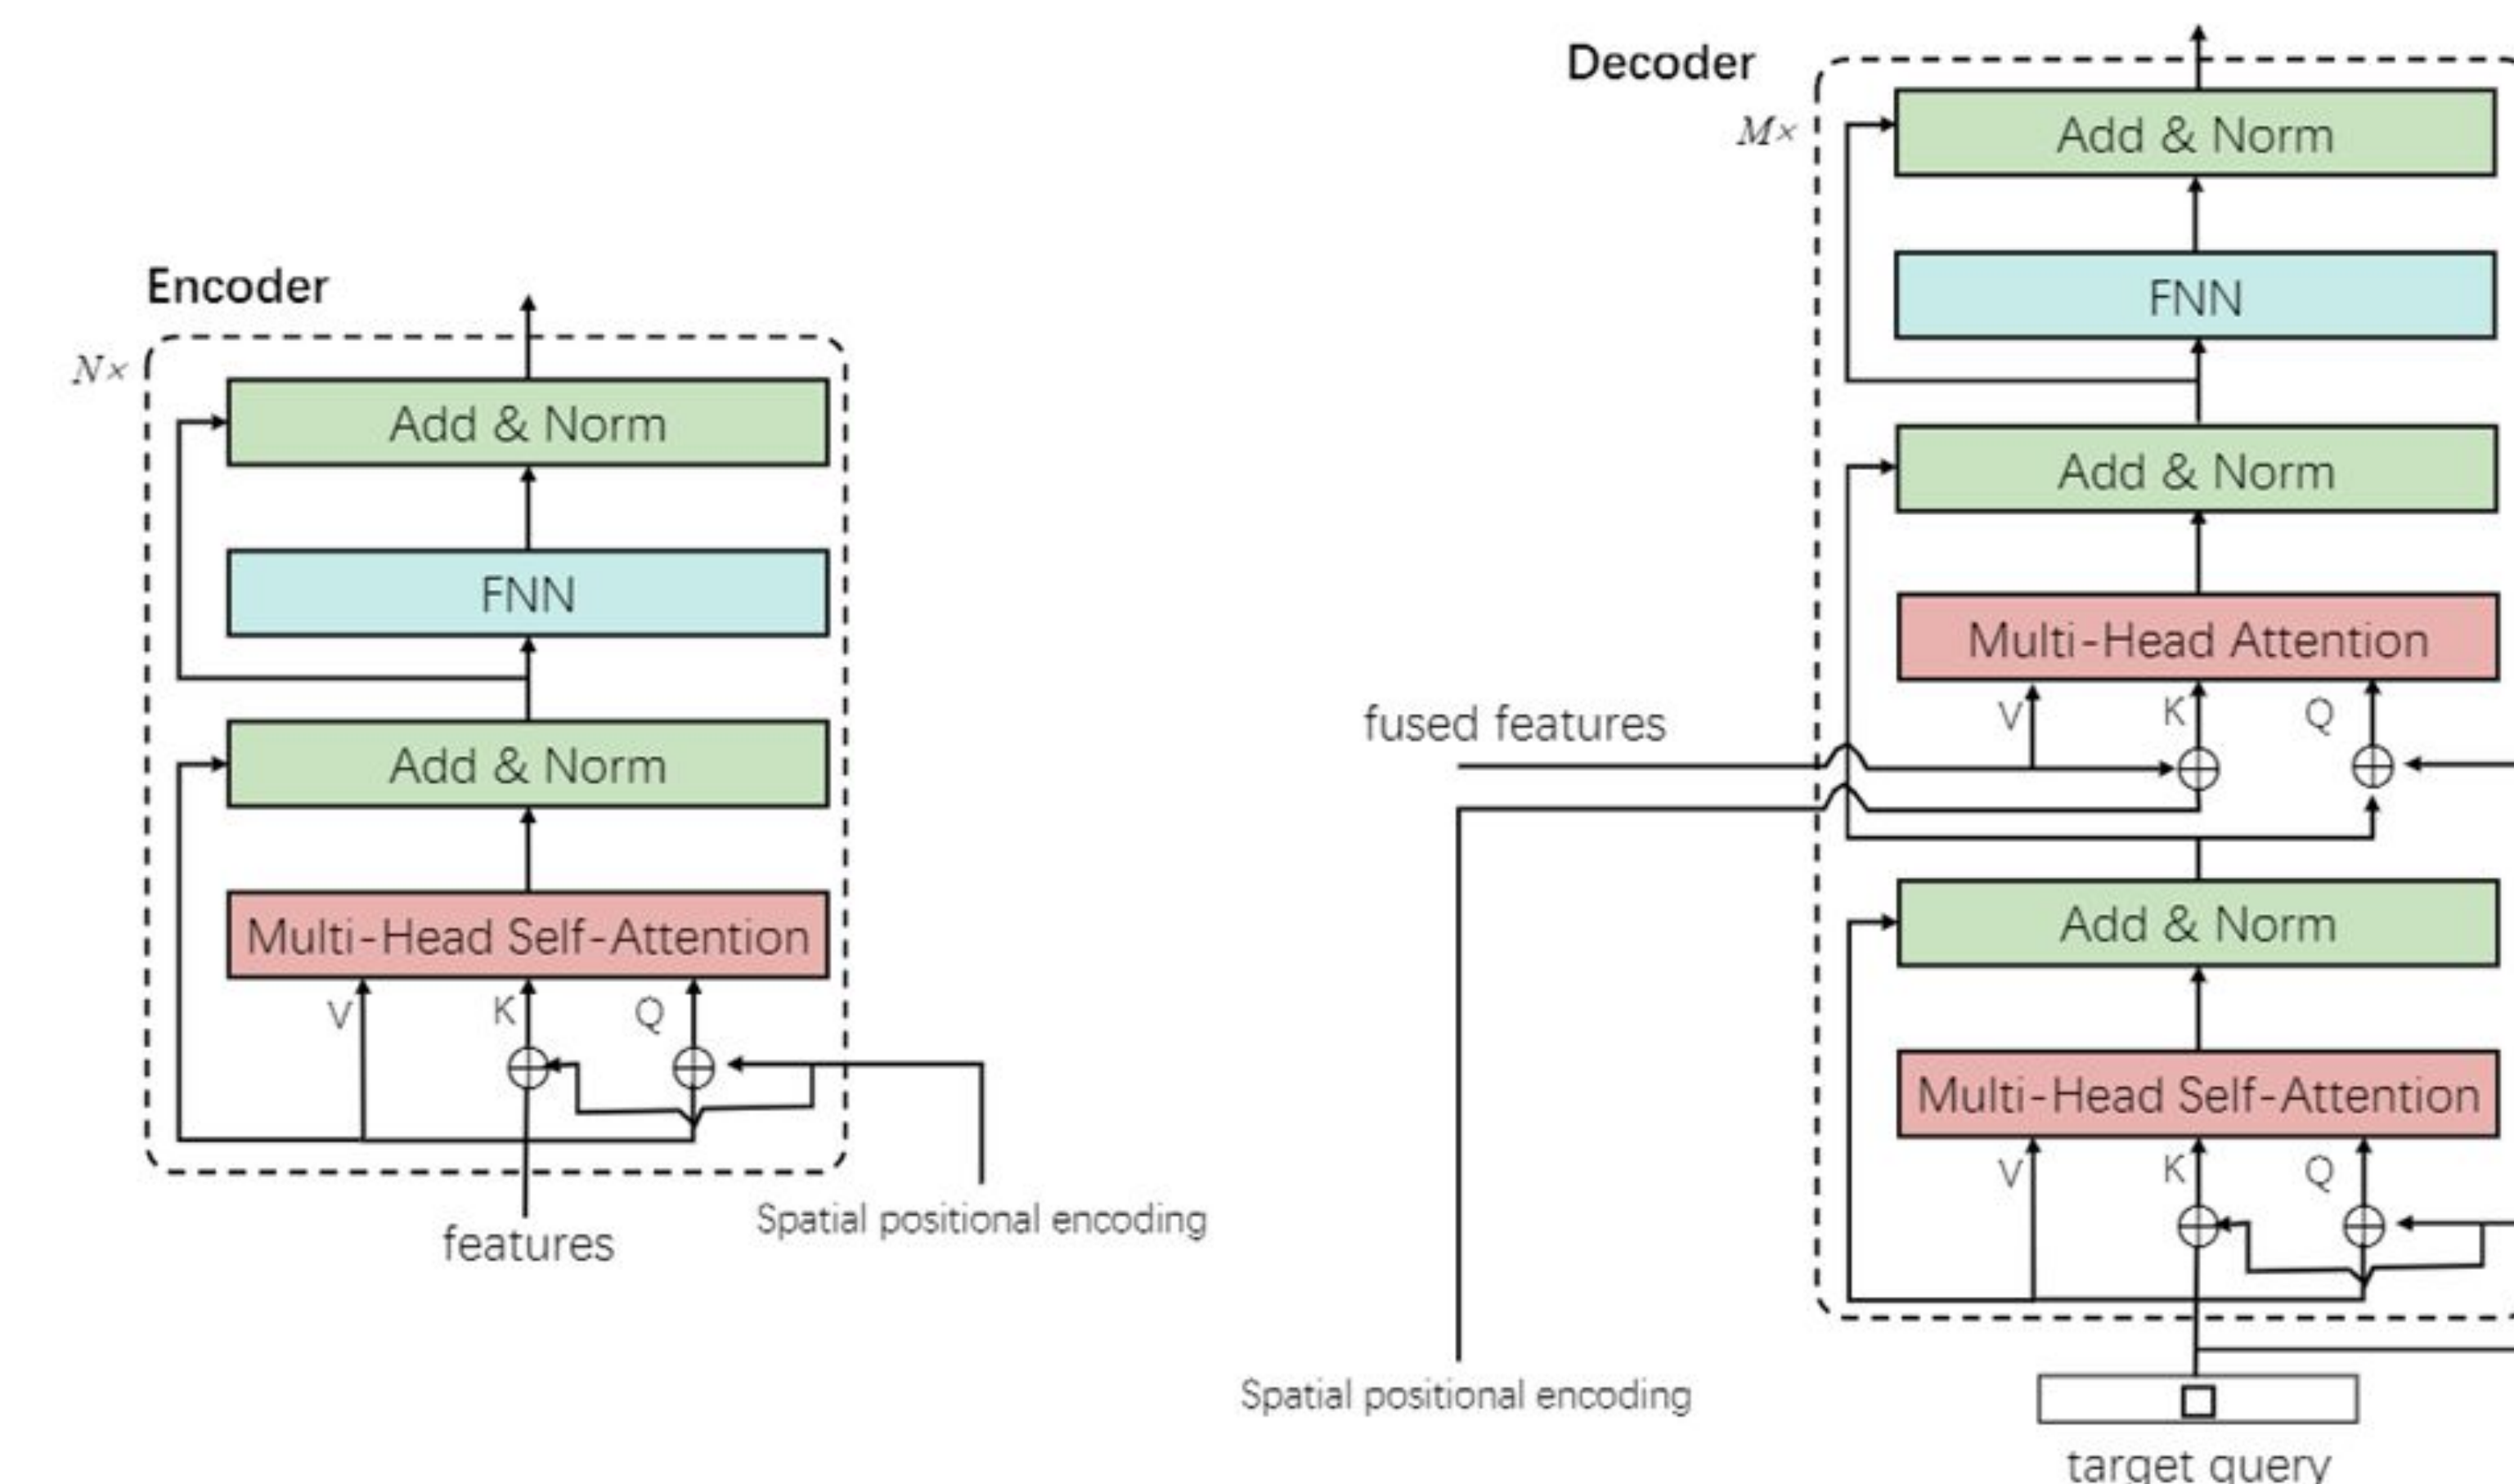 Encoder
N×
Add & Norm
FNN
Add & Norm
Multi-Head Self-Attention
V
K
Q
features
Spatial positional encoding
Decoder
M×
Add & Norm
FNN
Add & Norm
Multi-Head Attention
V
K
Q
fused features
Add & Norm
Multi-Head Self-Attention
V
K
Q
Spatial positional encoding
target query